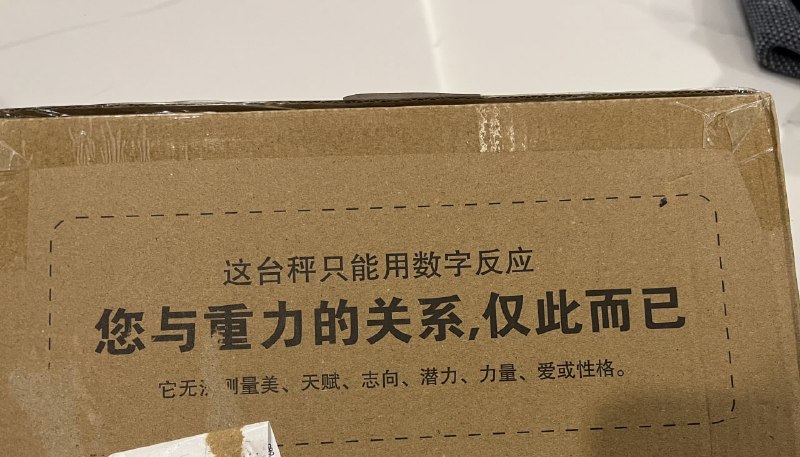 这台秤只能用数字反应
您与重力的关系,仅此而已
它无法测量美、天赋、志向、潜力、力量、爱或性格。